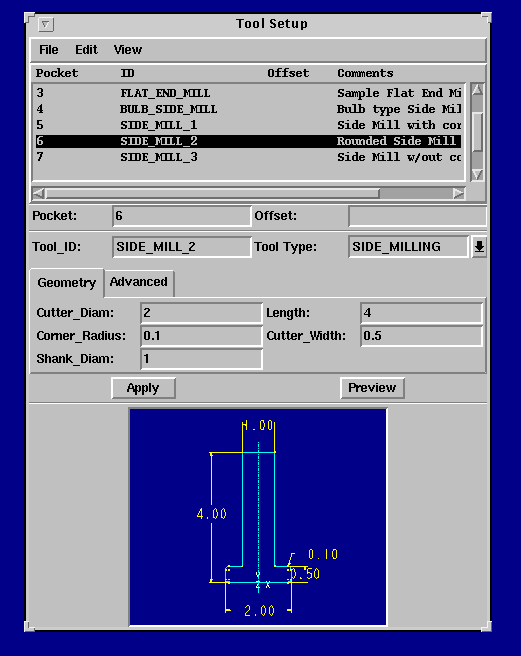 Tool Setup
File Edit View
Pocket ID Offset Comments
3 FLAT_END_MILL Sample Flat End Mi
4 BULB_SIDE_MILL Bulb type Side Mil
5 SIDE_MILL_1 Side Mill with cor
6 SIDE_MILL_2 Rounded Side Mill
7 SIDE_MILL_3 Side Mill w/out co
Pocket: 6 Offset:
Tool_ID: SIDE_MILL_2 Tool Type: SIDE_MILLING
Geometry Advanced
Cutter_Diam: 2 Length: 4
Corner_Radius: 0.1 Cutter_Width: 0.5
Shank_Diam: 1
Apply Preview
1.00
4.00
0.10
0.50
Y
Z X
2.00